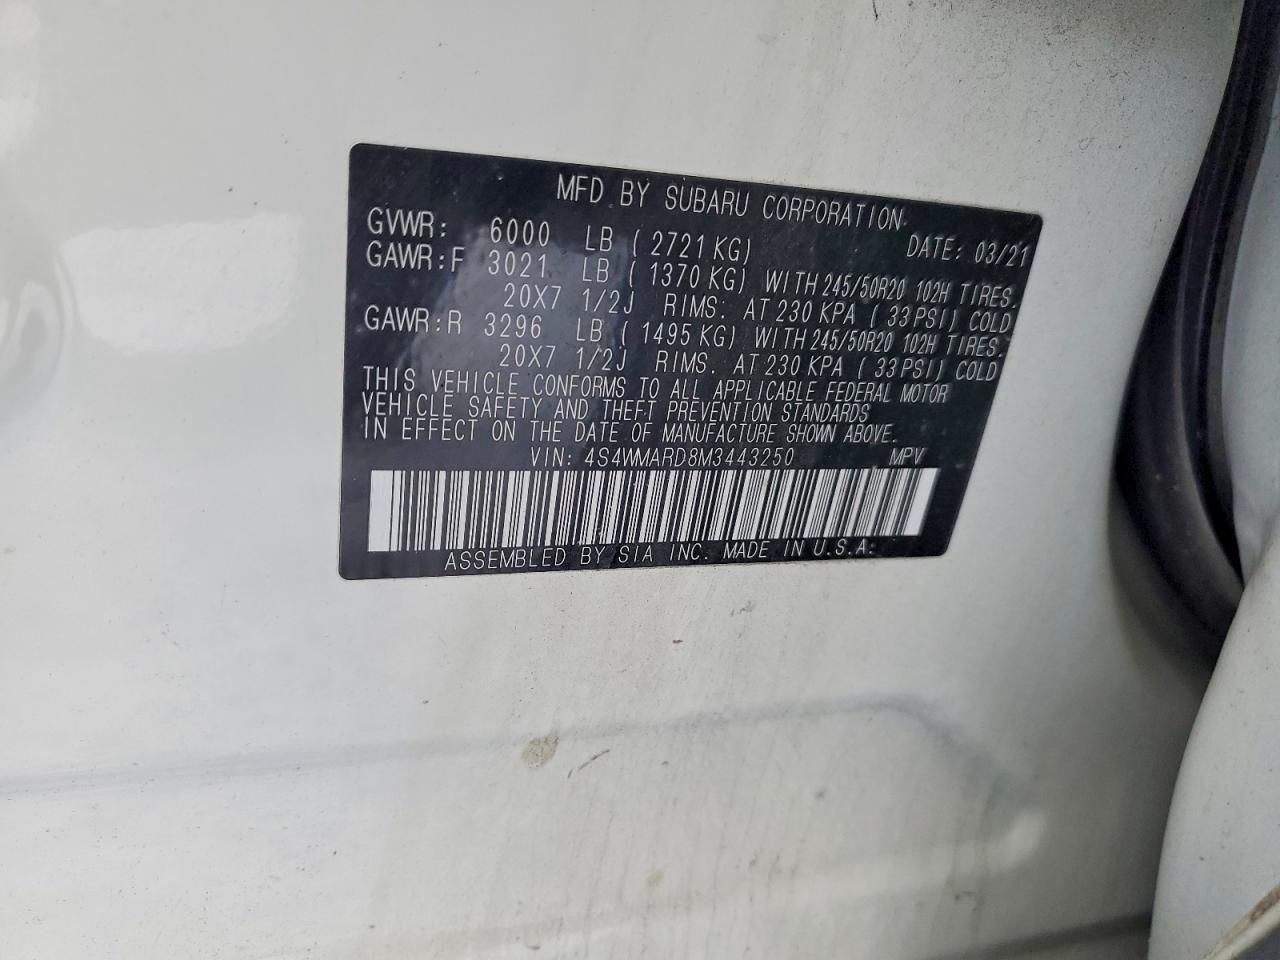 MFD BY SUBARU CORPORATION
DATE: 03/21
GVWR: 6000 LB ( 2721 KG)
GAWR:F 3021 LB ( 1370 KG) WITH 245/50R20 102H TIRES.
20X7 1/2J RIMS: AT 230 KPA ( 33PSI) COLD
GAWR:R 3296 LB ( 1495 KG) WITH 245/50R20 102H TIRES.
20X7 1/2J RIMS. AT 230 KPA ( 33PSI) COLD
THIS VEHICLE CONFORMS TO ALL APPLICABLE FEDERAL MOTOR
VEHICLE SAFETY AND THEFT PREVENTION STANDARDS
IN EFFECT ON THE DATE OF MANUFACTURE SHOWN ABOVE.
VIN: 4S4WMARD8M3443250 MPV
ASSEMBLED BY SIA INC. MADE IN U.S.A.